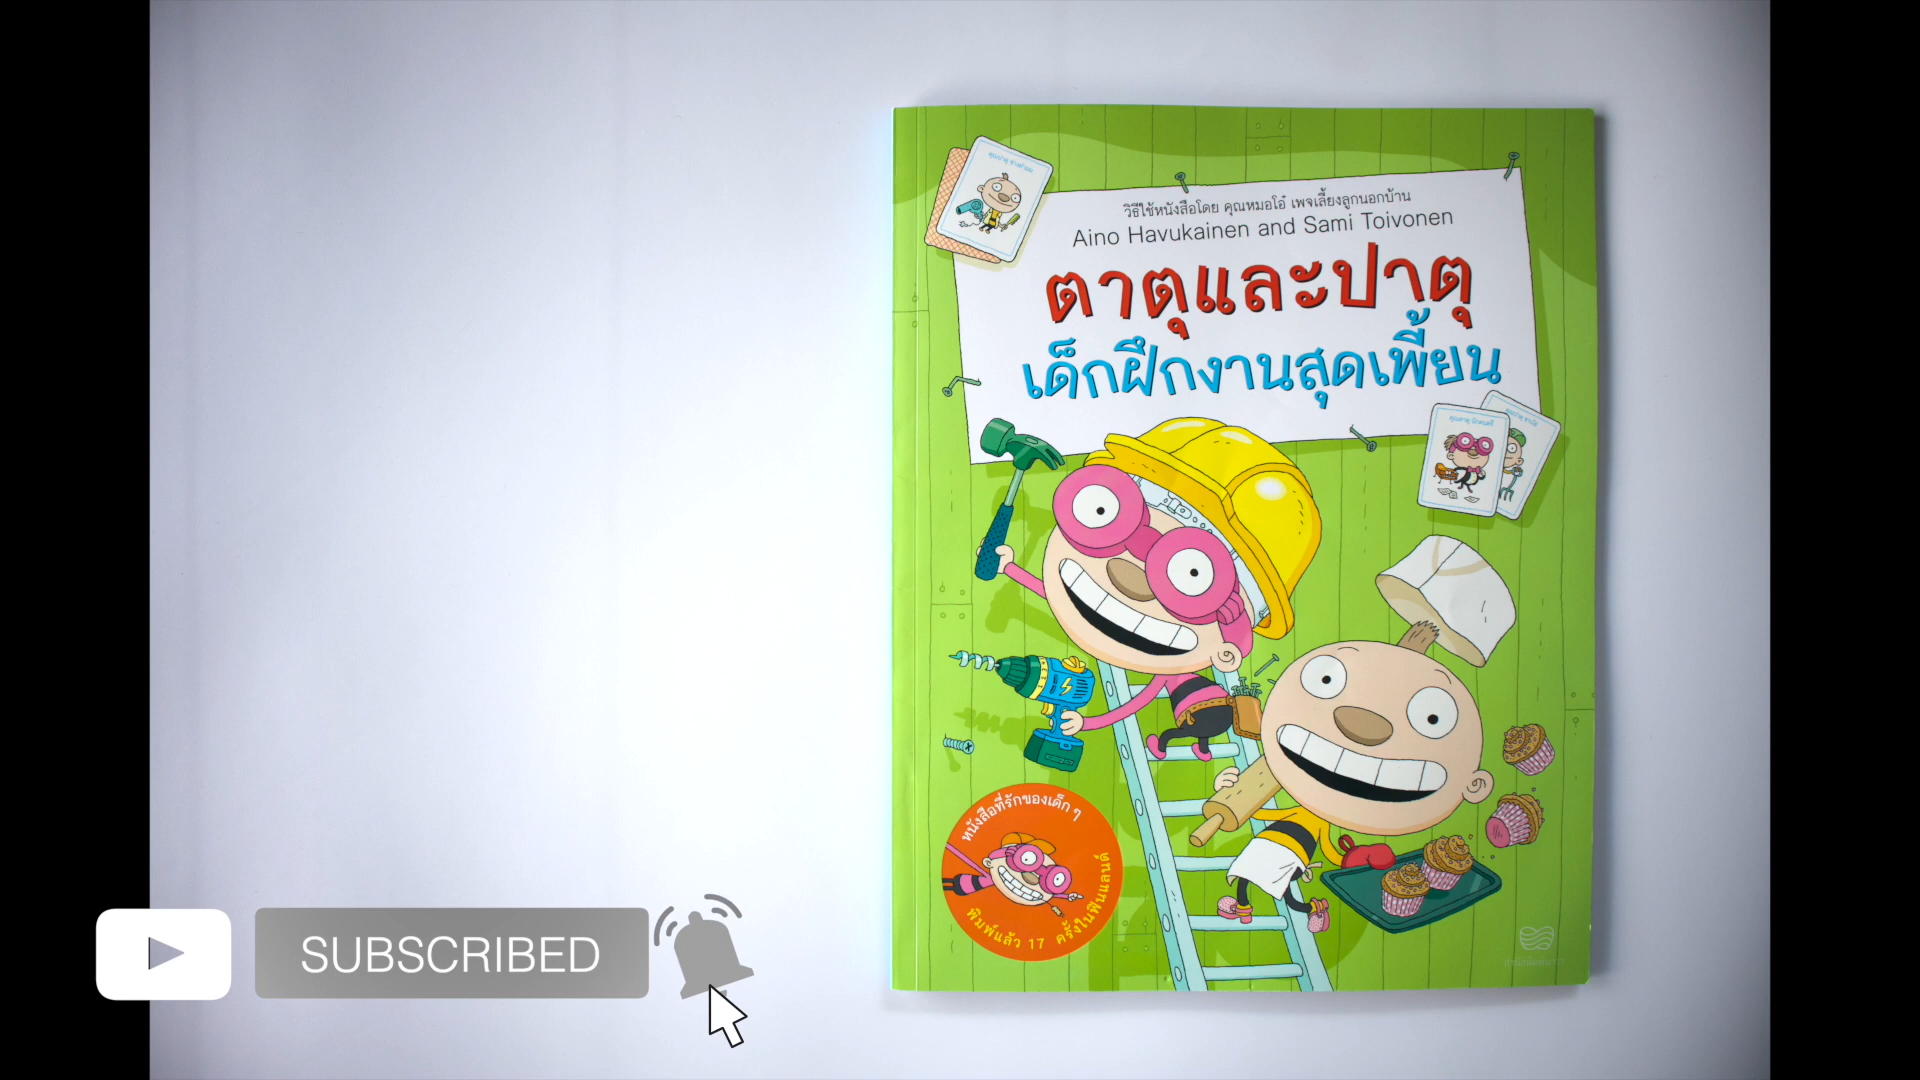 วิธีใช้หนังสือโดย คุณหมอโอ๋ เพจเลี้ยงลูกนอกบ้าน
Aino Havukainen and Sami Toivonen
ตาตุและปาตุ
เด็กฝึกงานสุดเพี้ยน
หนังสือที่รักของเด็ก ๆ
พิมพ์แล้ว 17 ครั้งในฟินแลนด์
SUBSCRIBED